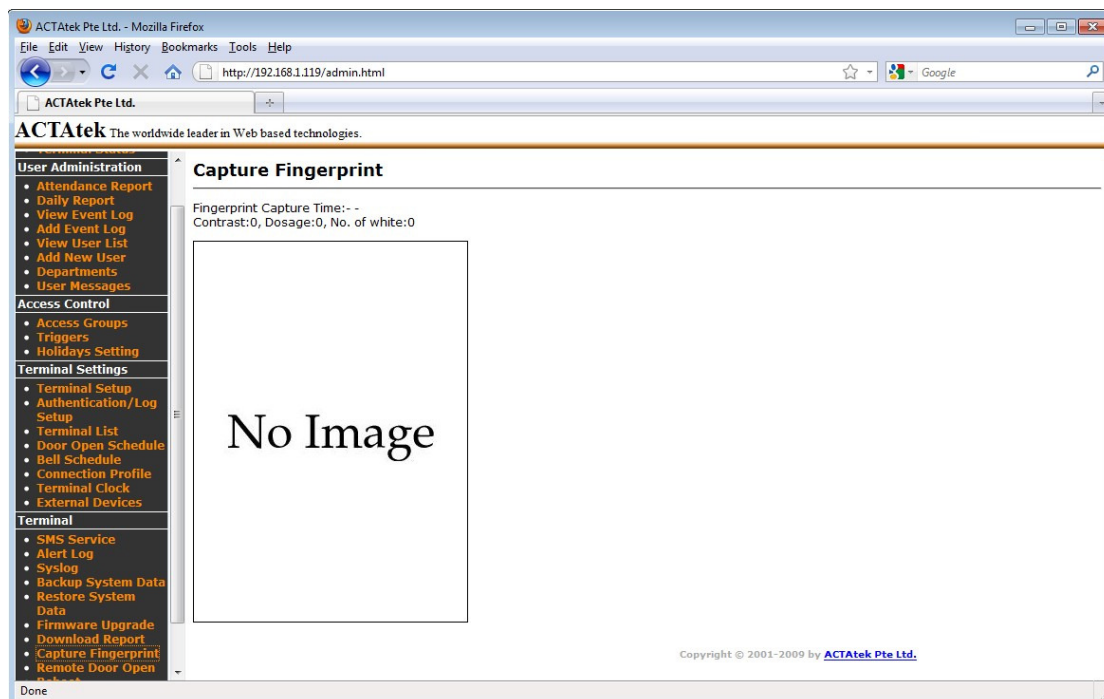 ACTAtek Pte Ltd. - Mozilla Firefox
File Edit View History Bookmarks Tools Help
http://192.168.1.119/admin.html
Google
ACTAtek Pte Ltd.
ACTAtek The worldwide leader in Web based technologies.
Terminal Status
User Administration
Attendance Report
Daily Report
View Event Log
Add Event Log
View User List
Add New User
Departments
User Messages
Access Control
Access Groups
Triggers
Holidays Setting
Terminal Settings
Terminal Setup
Authentication/Log
Setup
Terminal List
Door Open Schedule
Bell Schedule
Connection Profile
Terminal Clock
External Devices
Terminal
SMS Service
Alert Log
Syslog
Backup System Data
Restore System
Data
Firmware Upgrade
Download Report
Capture Fingerprint
Remote Door Open
Reboot
Capture Fingerprint
Fingerprint Capture Time:- -
Contrast:0, Dosage:0, No. of white:0
No Image
Copyright © 2001-2009 by ACTAtek Pte Ltd.
Done